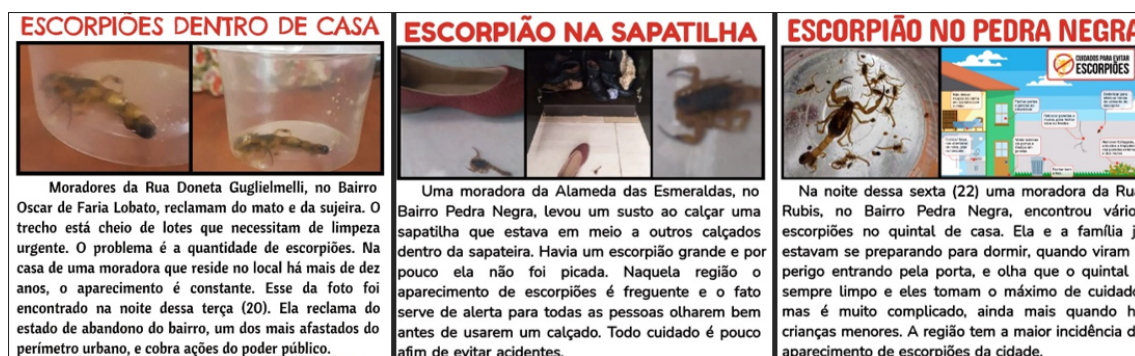 ESCORPIÕES DENTRO DE CASA
Moradores da Rua Doneta Guglielmelli, no Bairro
Oscar de Faria Lobato, reclamam do mato e da sujeira. O
trecho está cheio de lotes que necessitam de limpeza
urgente. O problema é a quantidade de escorpiões. Na
casa de uma moradora que reside no local há mais de dez
anos, o aparecimento é constante. Esse da foto foi
encontrado na noite dessa terça (20). Ela reclama do
estado de abandono do bairro, um dos mais afastados do
perímetro urbano, e cobra ações do poder público.
ESCORPIÃO NA SAPATILHA
Uma moradora da Alameda das Esmeraldas, no
Bairro Pedra Negra, levou um susto ao calçar uma
sapatilha que estava em meio a outros calçados
dentro da sapateira. Havia um escorpião grande e por
pouco ela não foi picada. Naquela região o
aparecimento de escorpiões é freguente e o fato
serve de alerta para todas as pessoas olharem bem
antes de usarem um calçado. Todo cuidado é pouco
afim de evitar acidentes.
ESCORPIÃO NO PEDRA NEGRA
CUIDADOS PARA EVITAR
ESCORPIÕES
Na noite dessa sexta (22) uma moradora da Rua
Rubis, no Bairro Pedra Negra, encontrou vário
escorpiões no quintal de casa. Ela e a família j
estavam se preparando para dormir, quando viram
perigo entrando pela porta, e olha que o quintal
sempre limpo e eles tomam o máximo de cuidado
mas é muito complicado, ainda mais quando h
crianças menores. A região tem a maior incidência d
aparecimento de escorpiões da cidade.